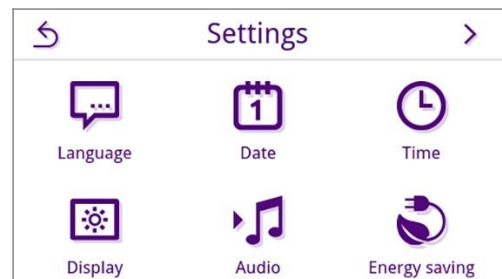 Settings
...
Language
1
Date
Time
Display
Audio
Energy saving